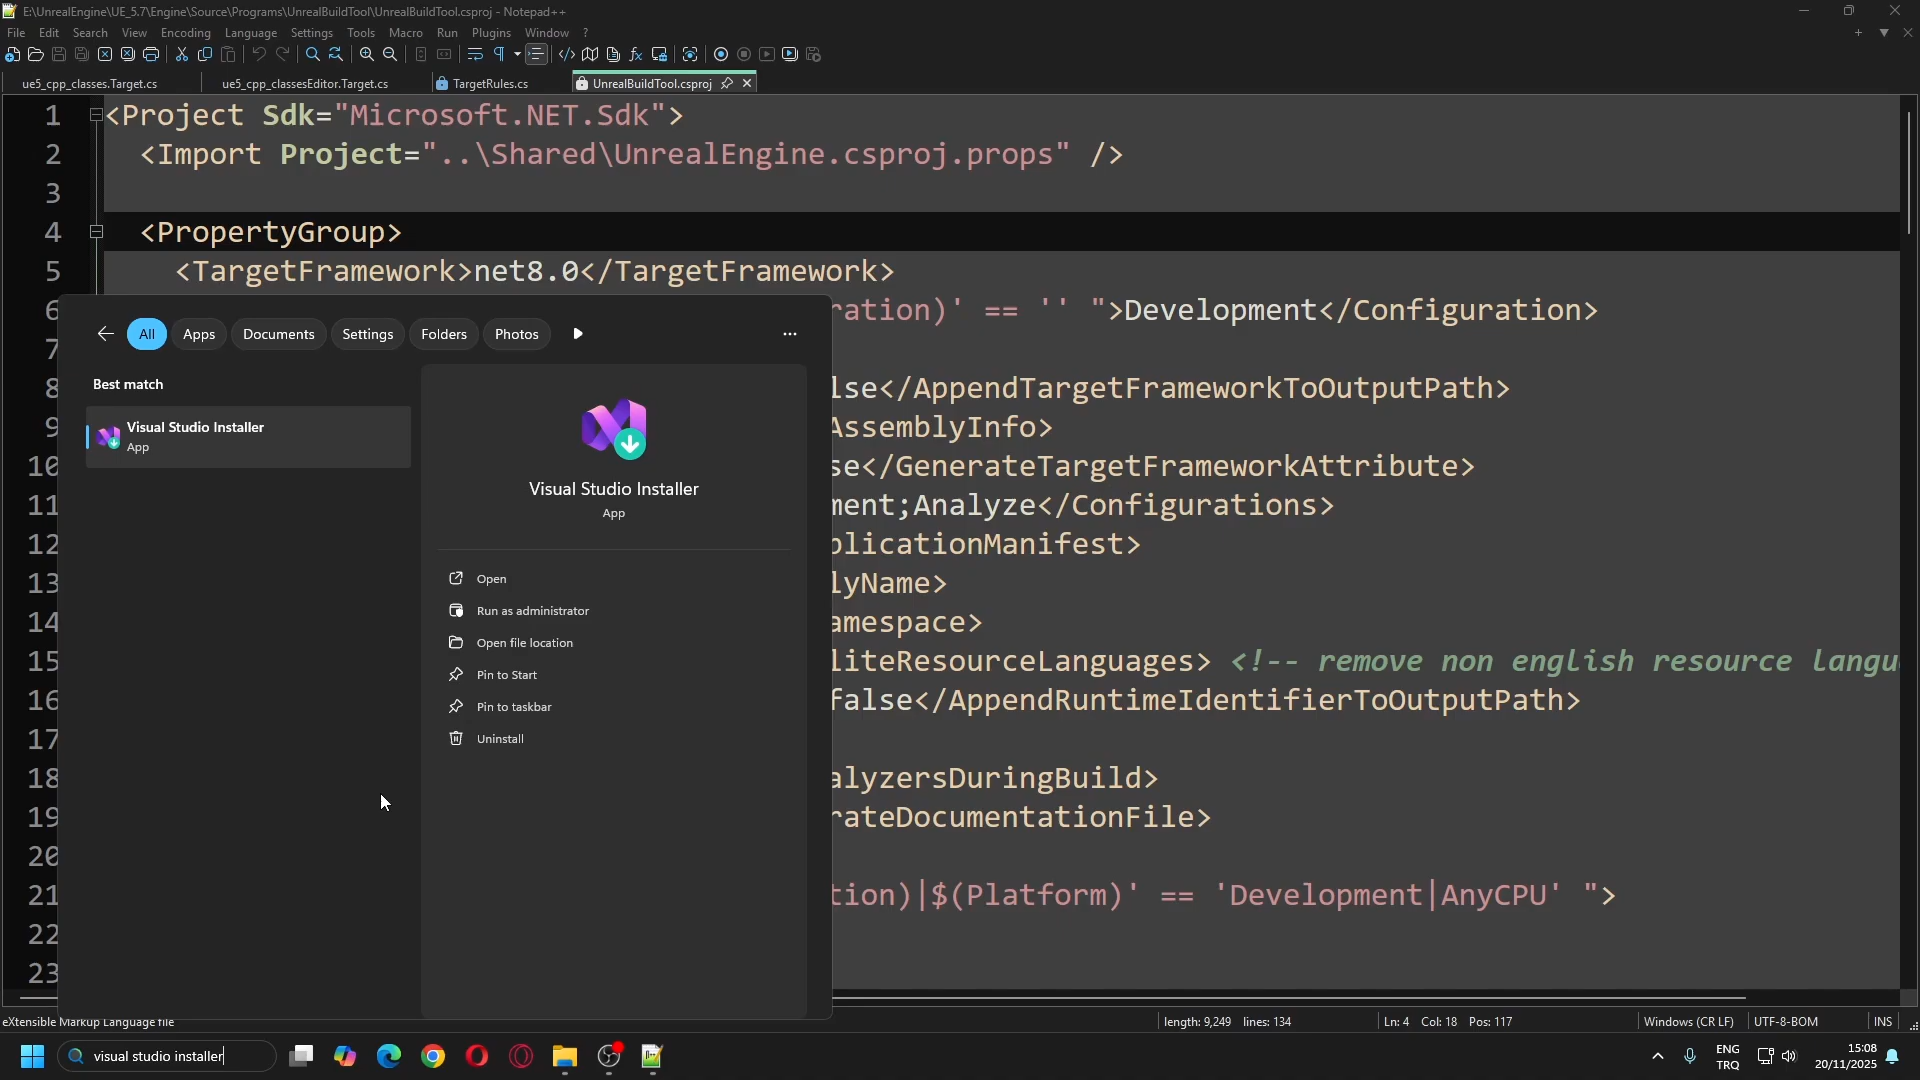 E:\UnrealEngine\UE_5.7\Engine\Source\Programs\UnrealBuildTool\UnrealBuildTool.csproj - Notepad++
File Edit Search View Encoding Language Settings Tools Macro Run Plugins Window ?
ue5_cpp_classes.Target.cs ue5_cpp_classesEditor.Target.cs TargetRules.cs UnrealBuildTool.csproj
1 <Project Sdk="Microsoft.NET.Sdk">
2 <Import Project="..\Shared\UnrealEngine.csproj.props" />
3
4 <PropertyGroup>
5 <TargetFramework>net8.0</TargetFramework>
6 ration)' == '' ">Development</Configuration>
7
8 lse</AppendTargetFrameworkToOutputPath>
9 AssemblyInfo>
10 se</GenerateTargetFrameworkAttribute>
11 ment;Analyze</Configurations>
12 plicationManifest>
13 lyName>
14 amespace>
15 liteResourceLanguages> <!-- remove non english resource langu
16 false</AppendRuntimeIdentifierToOutputPath>
17
18 alyzersDuringBuild>
19 rateDocumentationFile>
20
21 tion)|$(Platform)' == 'Development|AnyCPU' ">
22
23
All Apps Documents Settings Folders Photos
Best match
Visual Studio Installer
App
Visual Studio Installer
App
Open
Run as administrator
Open file location
Pin to Start
Pin to taskbar
Uninstall
eXtensible Markup Language file length: 9,249 lines: 134 Ln: 4 Col: 18 Pos: 117 Windows (CR LF) UTF-8-BOM INS
visual studio installer
ENG
TRQ
15:08
20/11/2025